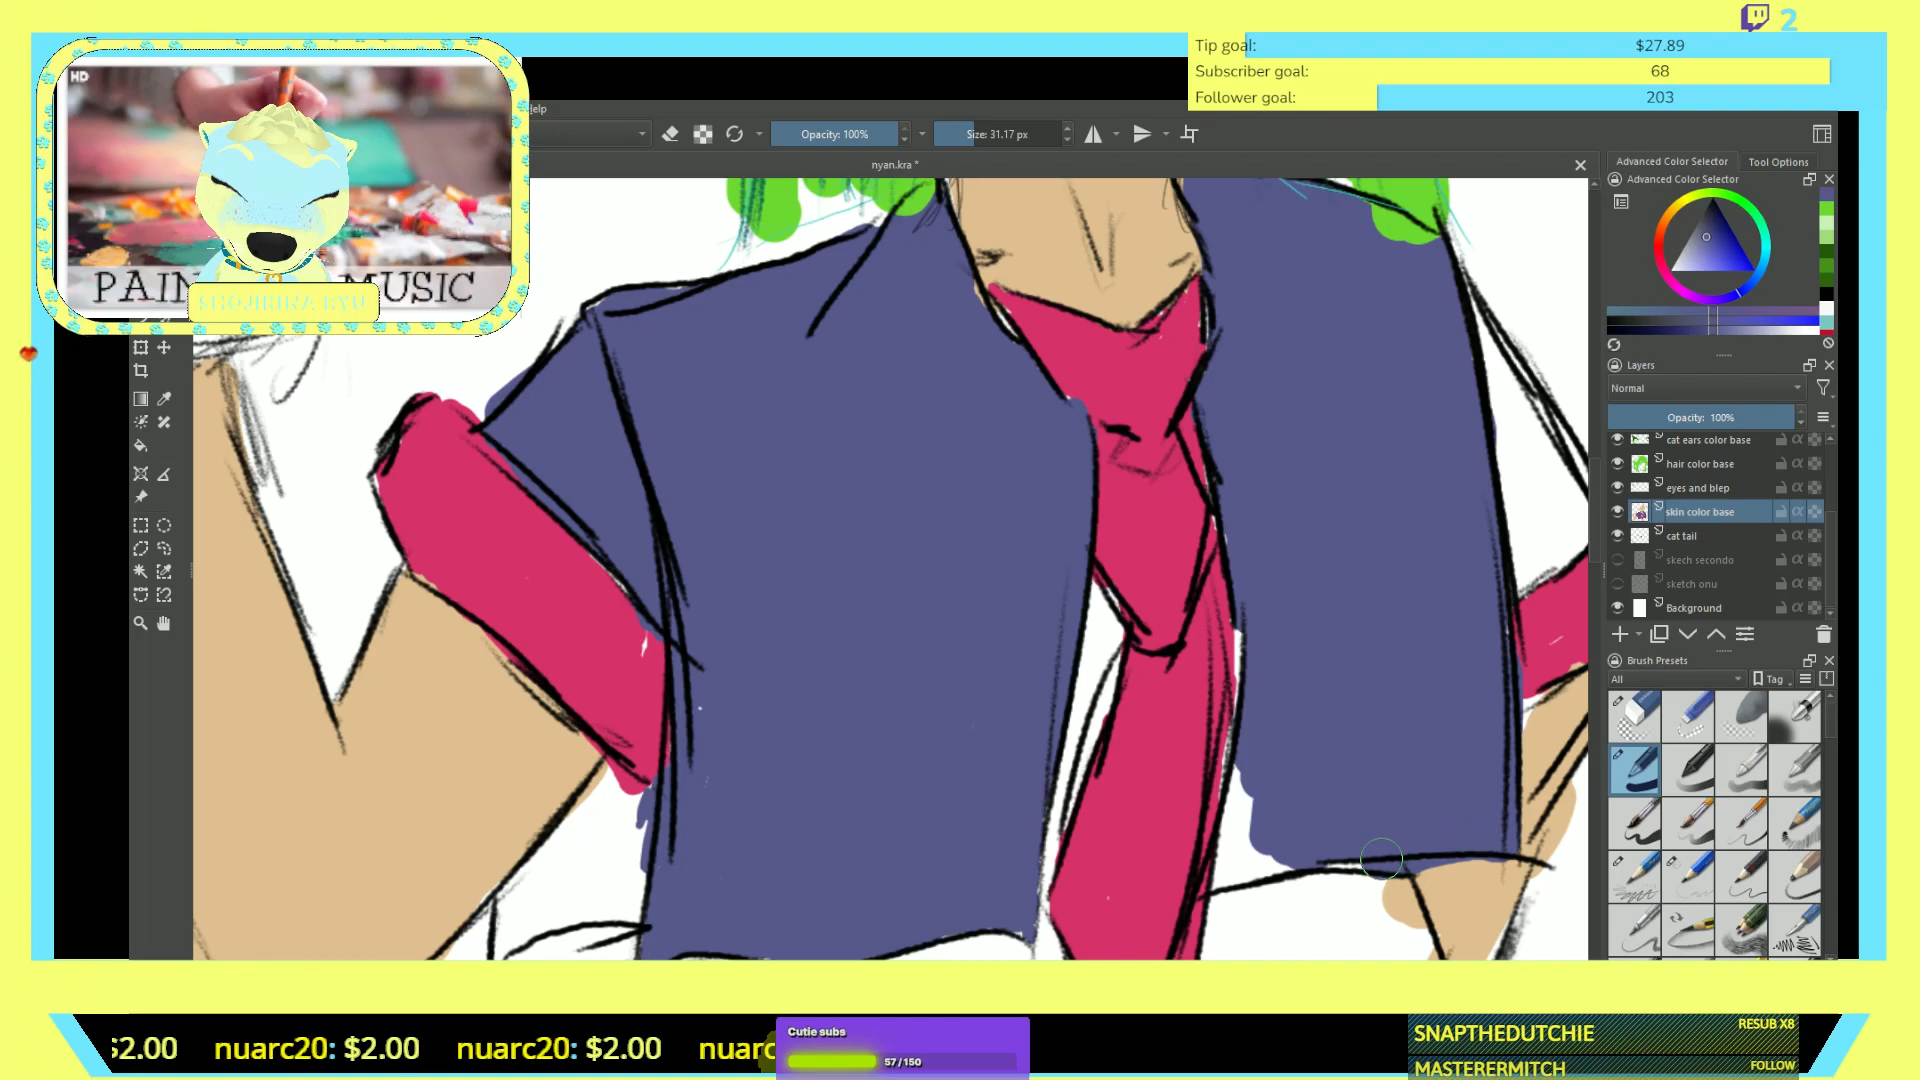 2
Tip goal: $27.89
Subscriber goal: 68
Follower goal: 203
HD
PAIN MUSIC
SHOJIKINA RYU
elp
Opacity: 100%
Size: 31.17 px
nyan.kra *
Advanced Color Selector
Tool Options
Advanced Color Selector
Layers
Normal
Opacity: 100%
cat ears color base
hair color base
eyes and blep
skin color base
cat tail
skech secondo
sketch onu
Background
Brush Presets
All
Tag
$2.00 nuarc20: $2.00 nuarc20: $2.00 nuarc
Cutie subs
57/150
SNAPTHEDUTCHIE RESUB X8
MASTERERMITCH FOLLOW